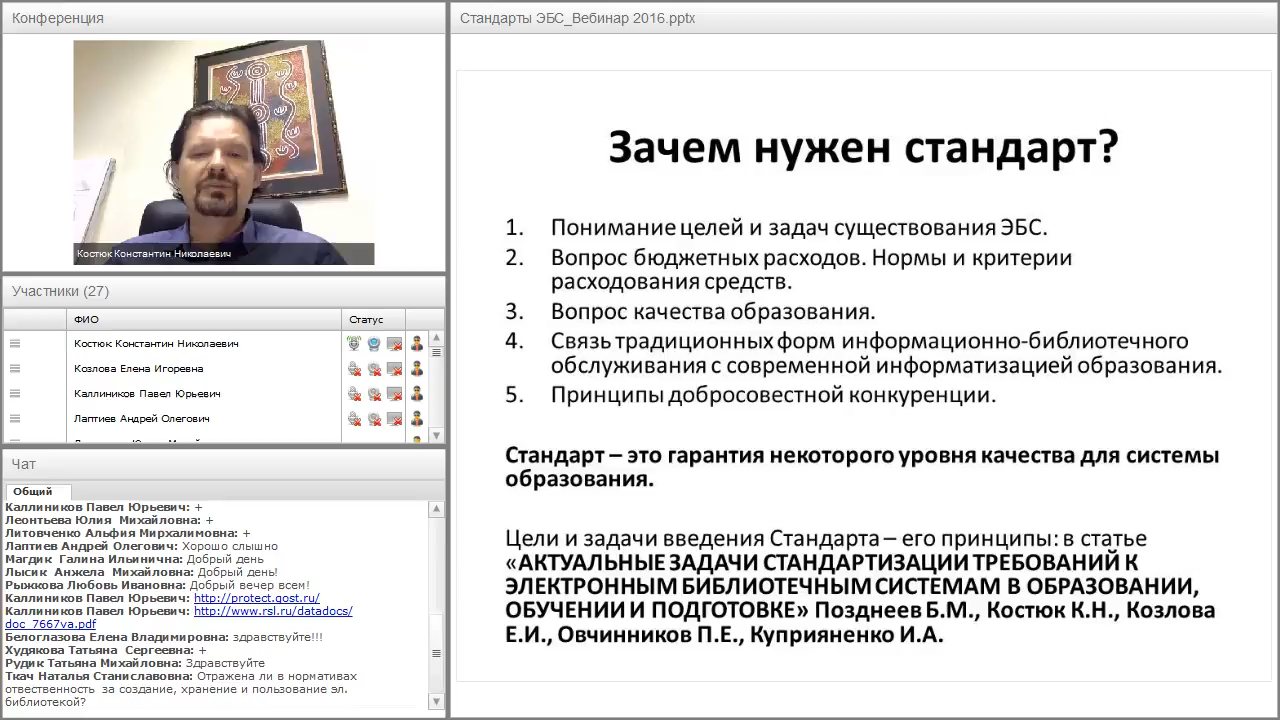 Конференция
Костюк Константин Николаевич
Участники (27)
ФИО
Статус
Костюк Константин Николаевич
Козлова Елена Игоревна
Каллиников Павел Юрьевич
Лаптиев Андрей Олегович
Чат
Общий
Каллиников Павел Юрьевич: +
Леонтьева Юлия Михайловна: +
Литовченко Альфия Мирхалимовна: +
Лаптиев Андрей Олегович: Хорошо слышно
Магдик Галина Ильинична: Добрый день
Лысик Анжела Михайловна: Добрый день!
Рыжкова Любовь Ивановна: Добрый вечер всем!
Каллиников Павел Юрьевич: http://protect.gost.ru/
Каллиников Павел Юрьевич: http://www.rsl.ru/datadocs/
doc_7667va.pdf
Белоглазова Елена Владимировна: здравствуйте!!!
Худякова Татьяна Сергеевна: +
Рудик Татьяна Михайловна: Здравствуйте
Ткач Наталья Станиславовна: Отражена ли в нормативах
отвественность за создание, хранение и пользование эл.
библиотекой?
Стандарты ЭБС_Вебинар 2016.pptx
Зачем нужен стандарт?
1. Понимание целей и задач существования ЭБС.
2. Вопрос бюджетных расходов. Нормы и критерии
расходования средств.
3. Вопрос качества образования.
4. Связь традиционных форм информационно-библиотечного
обслуживания с современной информатизацией образования.
5. Принципы добросовестной конкуренции.
Стандарт – это гарантия некоторого уровня качества для системы
образования.
Цели и задачи введения Стандарта – его принципы: в статье
«АКТУАЛЬНЫЕ ЗАДАЧИ СТАНДАРТИЗАЦИИ ТРЕБОВАНИЙ К
ЭЛЕКТРОННЫМ БИБЛИОТЕЧНЫМ СИСТЕМАМ В ОБРАЗОВАНИИ,
ОБУЧЕНИИ И ПОДГОТОВКЕ» Позднеев Б.М., Костюк К.Н., Козлова
Е.И., Овчинников П.Е., Куприяненко И.А.